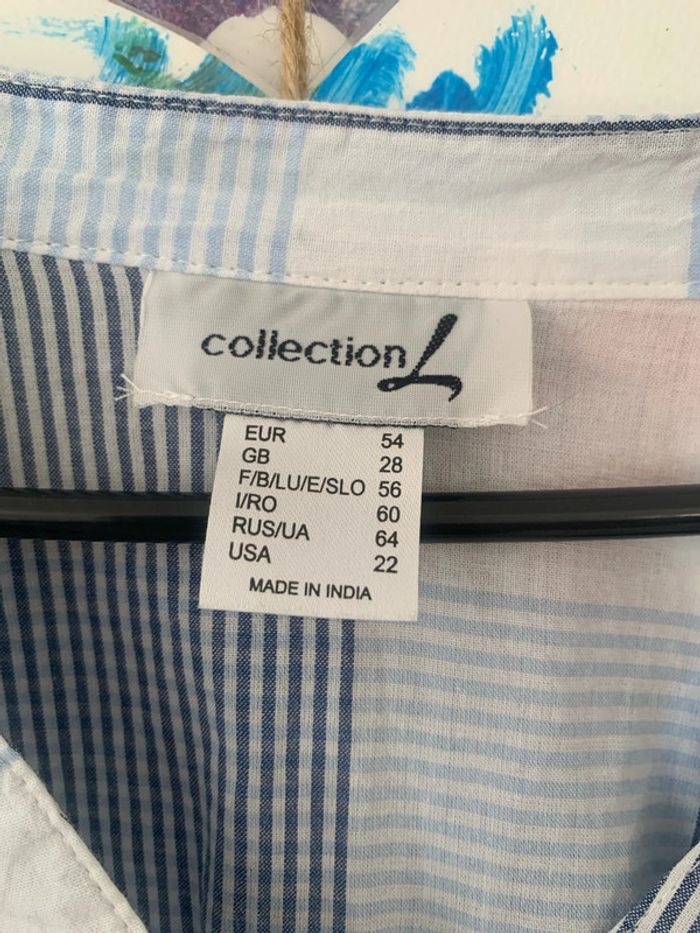 collection L
EUR 54
GB 28
F/B/LU/E/SLO 56
I/RO 60
RUS/UA 64
USA 22
MADE IN INDIA